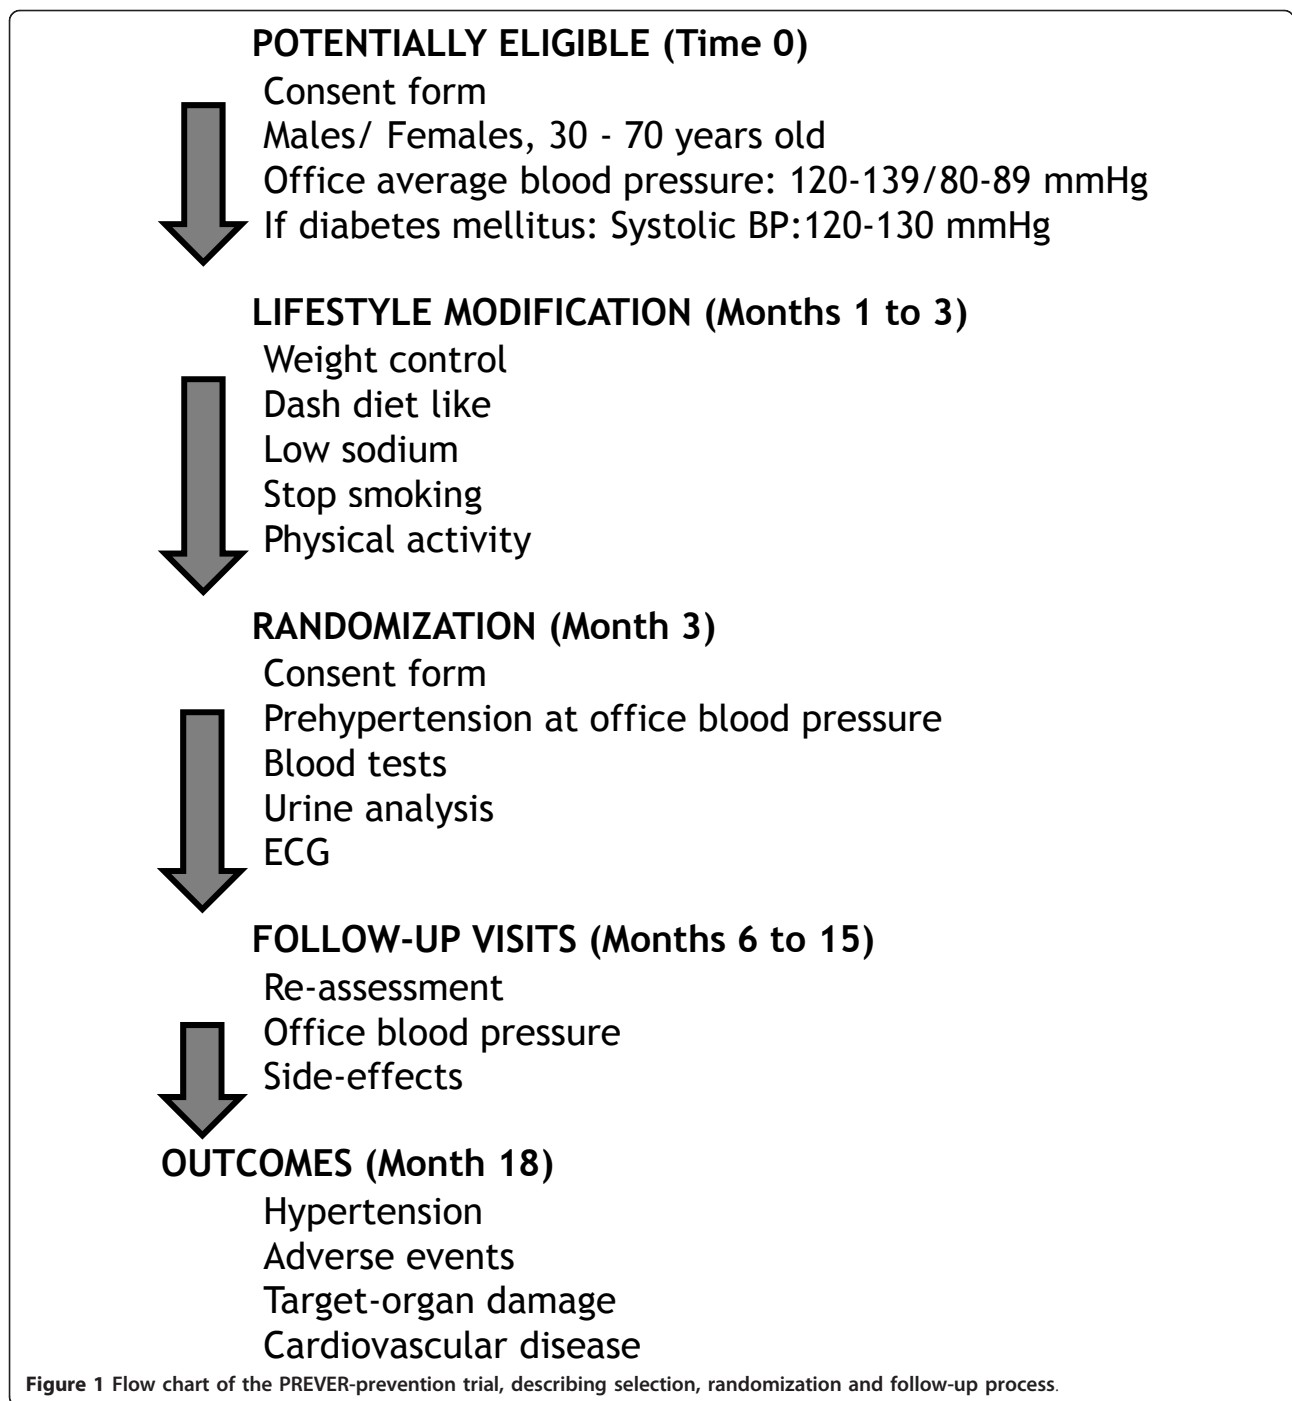 POTENTIALLY ELIGIBLE (Time 0)
Consent form
Males/ Females, 30 - 70 years old
Office average blood pressure: 120-139/80-89 mmHg
If diabetes mellitus: Systolic BP:120-130 mmHg
LIFESTYLE MODIFICATION (Months 1 to 3)
Weight control
Dash diet like
Low sodium
Stop smoking
Physical activity
RANDOMIZATION (Month 3)
Consent form
Prehypertension at office blood pressure
Blood tests
Urine analysis
ECG
FOLLOW-UP VISITS (Months 6 to 15)
Re-assessment
Office blood pressure
Side-effects
OUTCOMES (Month 18)
Hypertension
Adverse events
Target-organ damage
Cardiovascular disease
Figure 1 Flow chart of the PREVER-prevention trial, describing selection, randomization and follow-up process.